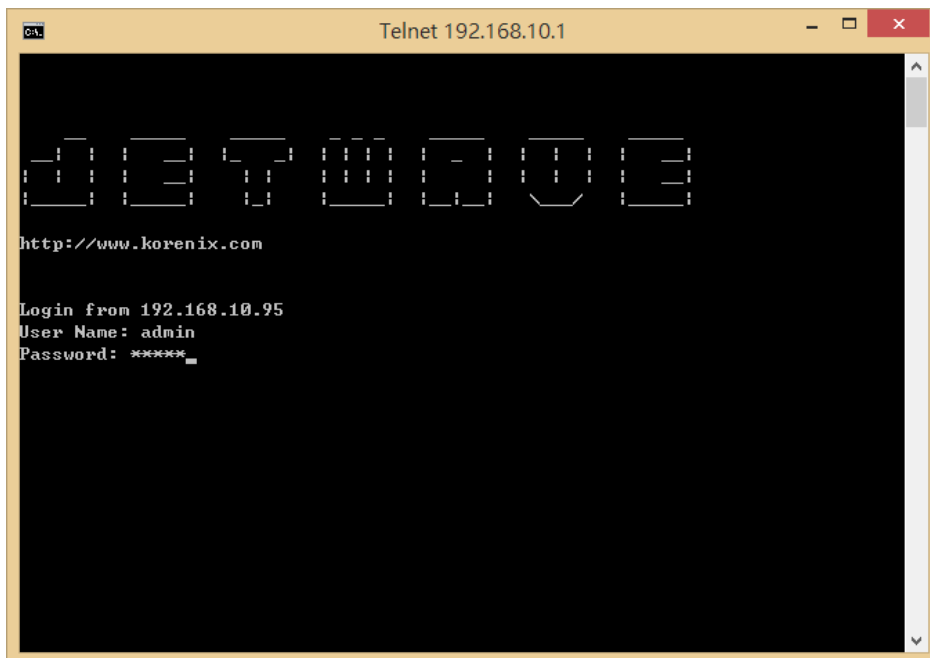 Telnet 192.168.10.1
JETWAVE
http://www.korenix.com
Login from 192.168.10.95
User Name: admin
Password: *****_